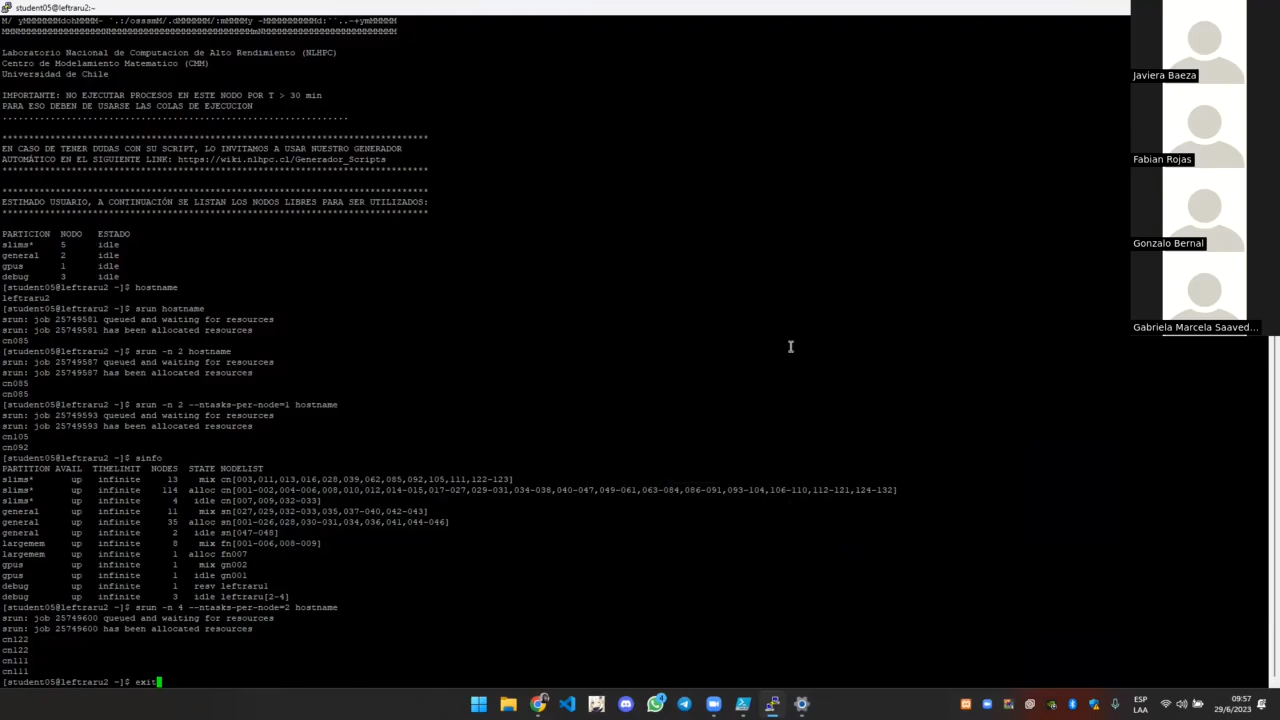 student05@leftraru2:~
Laboratorio Nacional de Computacion de Alto Rendimiento (NLHPC)
Centro de Modelamiento Matematico (CMM)
Universidad de Chile
IMPORTANTE: NO EJECUTAR PROCESOS EN ESTE NODO POR T > 30 min
PARA ESO DEBEN DE USARSE LAS COLAS DE EJECUCION
.................................................................
********************************************************************************
EN CASO DE TENER DUDAS CON SU SCRIPT, LO INVITAMOS A USAR NUESTRO GENERADOR
AUTOMÁTICO EN EL SIGUIENTE LINK: https://wiki.nlhpc.cl/Generador_Scripts
********************************************************************************
********************************************************************************
ESTIMADO USUARIO, A CONTINUACIÓN SE LISTAN LOS NODOS LIBRES PARA SER UTILIZADOS:
********************************************************************************
PARTICION NODO ESTADO
slims* 5 idle
general 2 idle
gpus 1 idle
debug 3 idle
[student05@leftraru2 ~]$ hostname
leftraru2
[student05@leftraru2 ~]$ srun hostname
srun: job 25749581 queued and waiting for resources
srun: job 25749581 has been allocated resources
cn085
[student05@leftraru2 ~]$ srun -n 2 hostname
srun: job 25749587 queued and waiting for resources
srun: job 25749587 has been allocated resources
cn085
cn085
[student05@leftraru2 ~]$ srun -n 2 --ntasks-per-node=1 hostname
srun: job 25749593 queued and waiting for resources
srun: job 25749593 has been allocated resources
cn105
cn092
[student05@leftraru2 ~]$ sinfo
PARTITION AVAIL TIMELIMIT NODES STATE NODELIST
slims* up infinite 13 mix cn[003,011,013,016,028,039,062,085,092,105,111,122-123]
slims* up infinite 114 alloc cn[001-002,004-006,008,010,012,014-015,017-027,029-031,034-038,040-047,049-061,063-084,086-091,093-104,106-110,112-121,124-132]
slims* up infinite 4 idle cn[007,009,032-033]
general up infinite 11 mix sn[027,029,032-033,035,037-040,042-043]
general up infinite 35 alloc sn[001-026,028,030-031,034,036,041,044-046]
general up infinite 2 idle sn[047-048]
largemem up infinite 8 mix fn[001-006,008-009]
largemem up infinite 1 alloc fn007
gpus up infinite 1 mix gn002
gpus up infinite 1 idle gn001
debug up infinite 1 resv leftraru1
debug up infinite 3 idle leftraru[2-4]
[student05@leftraru2 ~]$ srun -n 4 --ntasks-per-node=2 hostname
srun: job 25749600 queued and waiting for resources
srun: job 25749600 has been allocated resources
cn122
cn122
cn111
cn111
[student05@leftraru2 ~]$ exit
Javiera Baeza
Fabian Rojas
Gonzalo Bernal
Gabriela Marcela Saaved...
ESP
LAA
09:57
29/6/2023